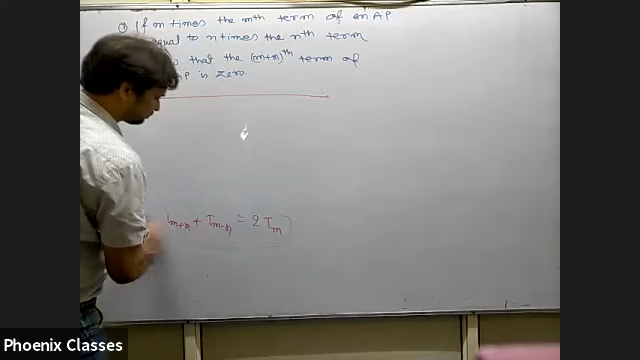 ③ If m times the mth term of an AP
equal to n times the nth term
that the (m+n)th term of
AP is zero.
Tm+n + Tm-n = 2 Tm
Phoenix Classes